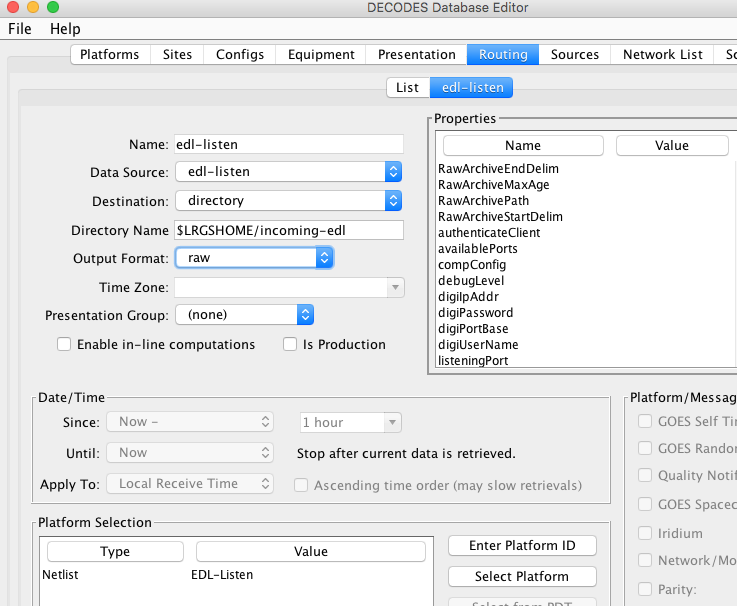 DECODES Database Editor
File Help
Platforms Sites Configs Equipment Presentation Routing Sources Network List
List edl-listen
Name: edl-listen
Data Source: edl-listen
Destination: directory
Directory Name $LRGSHOME/incoming-edl
Output Format: raw
Time Zone:
Presentation Group: (none)
Enable in-line computations Is Production
Properties
Name Value
RawArchiveEndDelim
RawArchiveMaxAge
RawArchivePath
RawArchiveStartDelim
authenticateClient
availablePorts
compConfig
debugLevel
digiIpAddr
digiPassword
digiPortBase
digiUserName
listeningPort
Date/Time
Since: Now - 1 hour
Until: Now Stop after current data is retrieved.
Apply To: Local Receive Time Ascending time order (may slow retrievals)
Platform/Messag
GOES Self Ti
GOES Rando
Quality Notif
GOES Spacec
Iridium
Network/Mo
Parity:
Platform Selection
Type Value
Netlist EDL-Listen
Enter Platform ID
Select Platform
Select from PDT